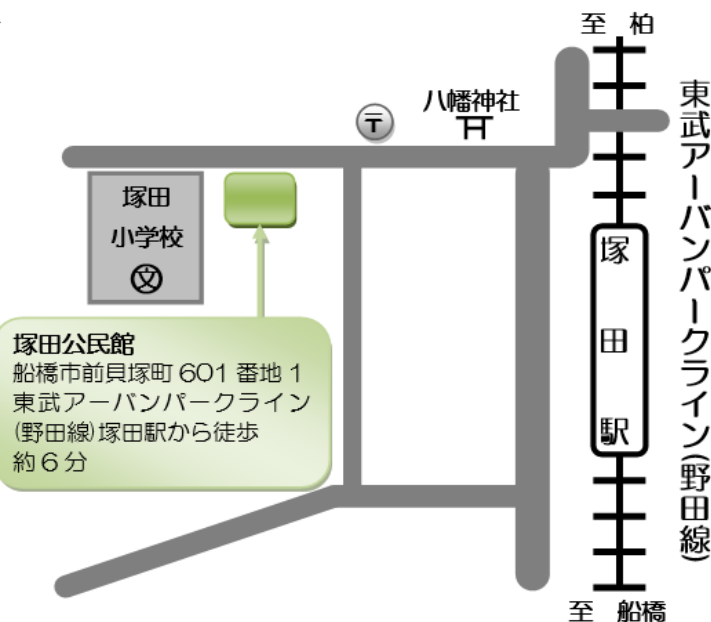 至 柏
八幡神社
〒
塚田
小学校
文
塚田駅
東武アーバンパークライン(野田線)
塚田公民館
船橋市前貝塚町 601 番地 1
東武アーバンパークライン
(野田線)塚田駅から徒歩
約 6 分
至 船橋